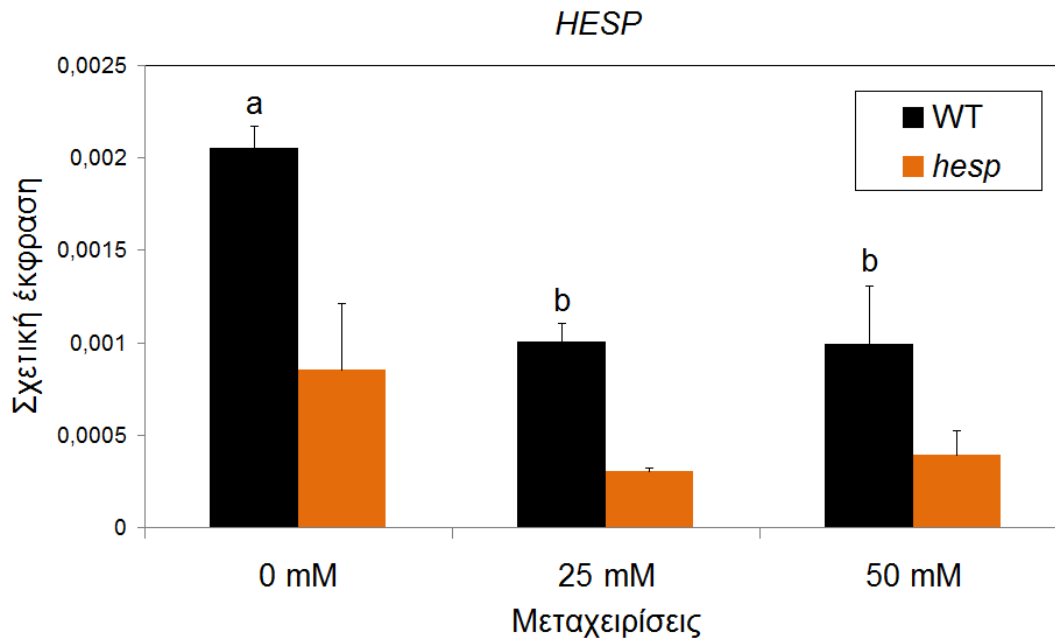 HESP
0,0025
0,002
0,0015
0,001
0,0005
0
Σχετική έκφραση
a
b
b
WT
hesp
0 mM
25 mM
50 mM
Μεταχειρίσεις